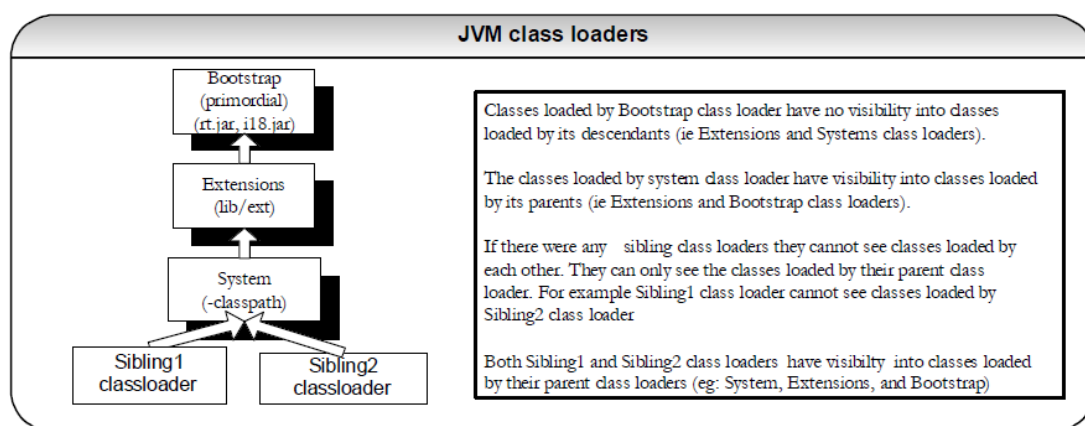 JVM class loaders
Bootstrap
(primordial)
(rt.jar, i18.jar)
Extensions
(lib/ext)
System
(-classpath)
Sibling1
classloader
Sibling2
classloader
Classes loaded by Bootstrap class loader have no visibility into classes
loaded by its descendants (ie Extensions and Systems class loaders).
The classes loaded by system class loader have visibility into classes loaded
by its parents (ie Extensions and Bootstrap class loaders).
If there were any sibling class loaders they cannot see classes loaded by
each other. They can only see the classes loaded by their parent class
loader. For example Sibling1 class loader cannot see classes loaded by
Sibling2 class loader
Both Sibling1 and Sibling2 class loaders have visibilty into classes loaded
by their parent class loaders (eg: System, Extensions, and Bootstrap)